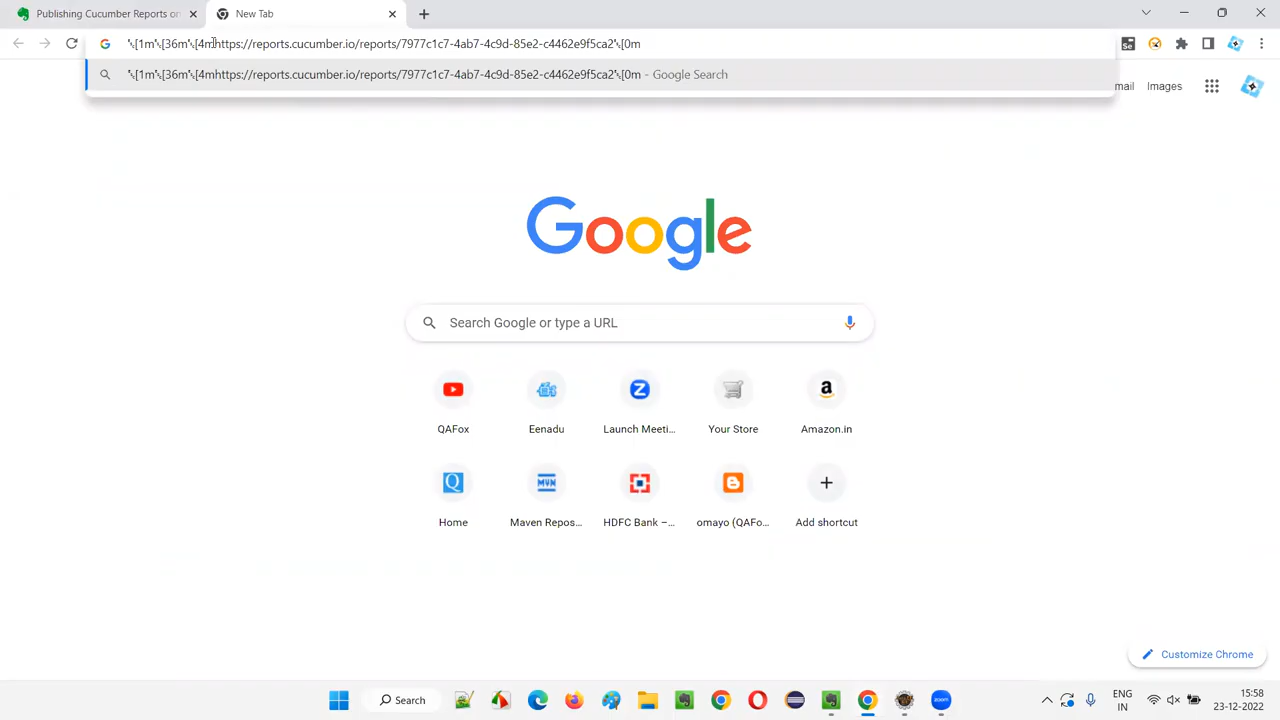 Publishing Cucumber Reports on
New Tab
␛[1m␛[36m␛[4mhttps://reports.cucumber.io/reports/7977c1c7-4ab7-4c9d-85e2-c4462e9f5ca2␛[0m
␛[1m␛[36m␛[4mhttps://reports.cucumber.io/reports/7977c1c7-4ab7-4c9d-85e2-c4462e9f5ca2␛[0m - Google Search
Se
mail Images
Google
Search Google or type a URL
QAFox
Eenadu
Launch Meeti...
Your Store
Amazon.in
Home
Maven Repos...
HDFC Bank –...
omayo (QAFo...
Add shortcut
Customize Chrome
Search
zoom
ENG
IN
15:58
23-12-2022